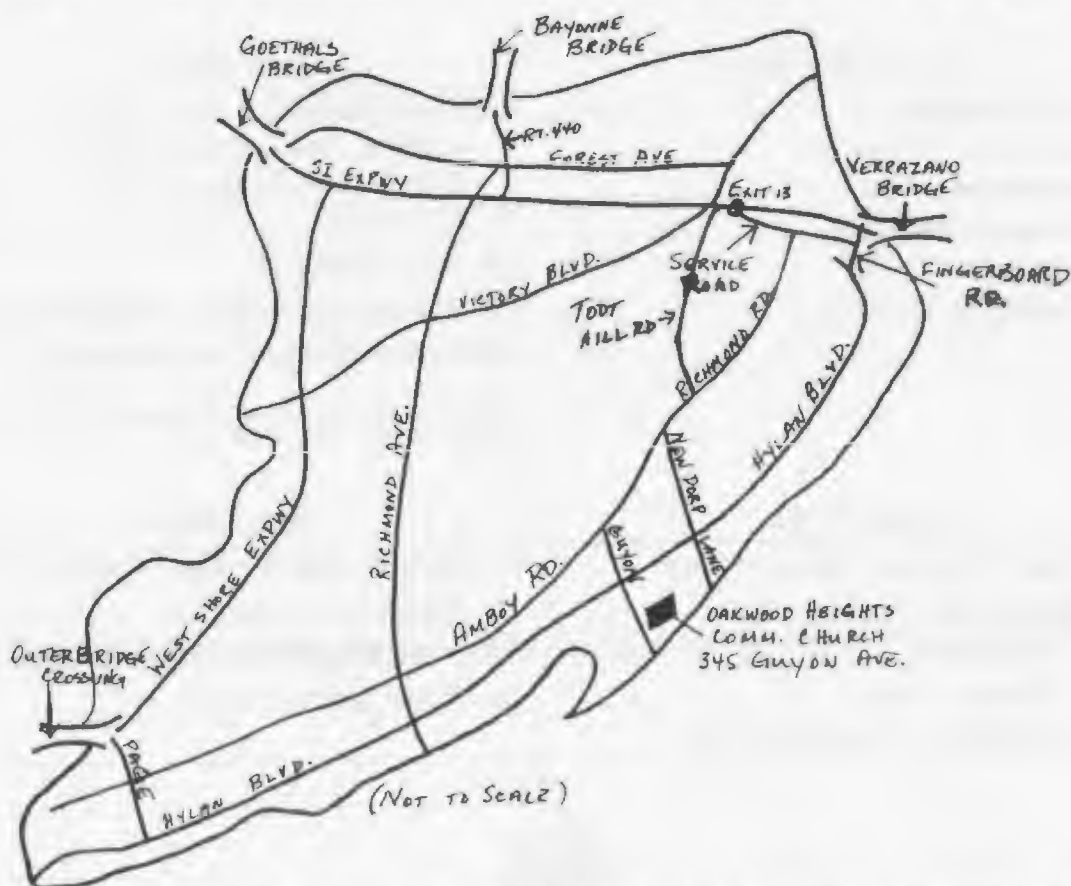 BAYONNE
BRIDGE
GOETHALS
BRIDGE
RT. 440
FOREST AVE
SI EXPWY
EXIT 13
VERRAZANO
BRIDGE
SERVICE
ROAD
FINGERBOARD
RD.
VICTORY BLVD.
TODT
HILL RD
RICHMOND RD.
HYLAN BLVD.
RICHMOND AVE.
NEW DORP LANE
WEST SHORE EXPWY
GUYON
AMBOY RD.
OAKWOOD HEIGHTS
COMM. CHURCH
345 GUYON AVE.
OUTERBRIDGE
CROSSING
PAGE
HYLAN BLVD.
(NOT TO SCALE)